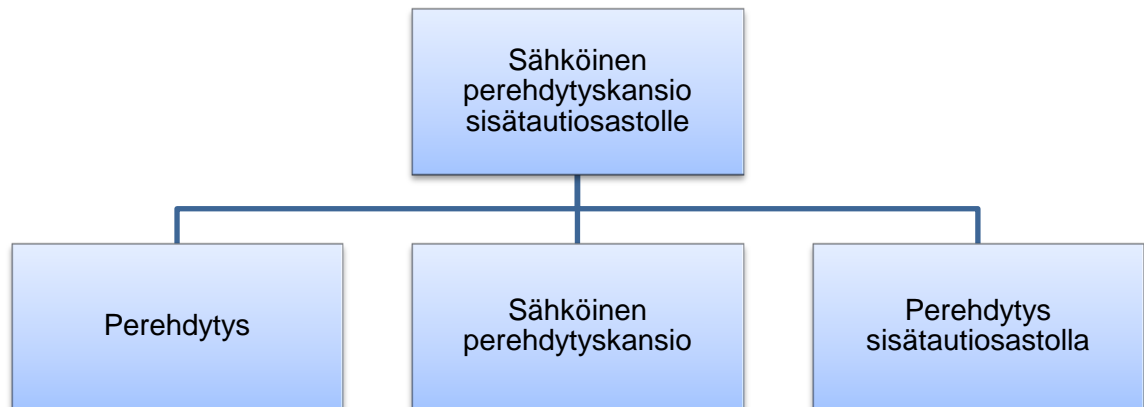 Sähköinen
perehdytyskansio
sisätautiosastolle
Perehdytys
Sähköinen
perehdytyskansio
Perehdytys
sisätautiosastolla